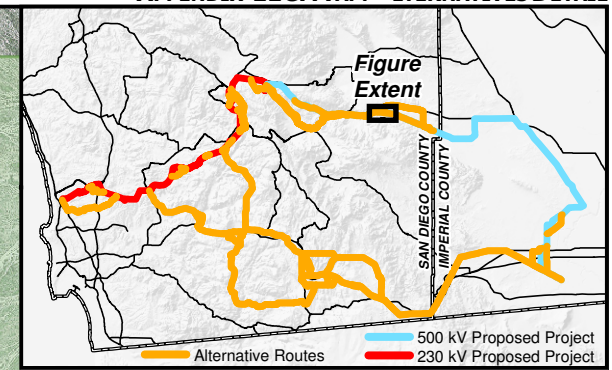 Figure
Extent
SAN DIEGO COUNTY
IMPERIAL COUNTY
500 kV Proposed Project
Alternative Routes
230 kV Proposed Project